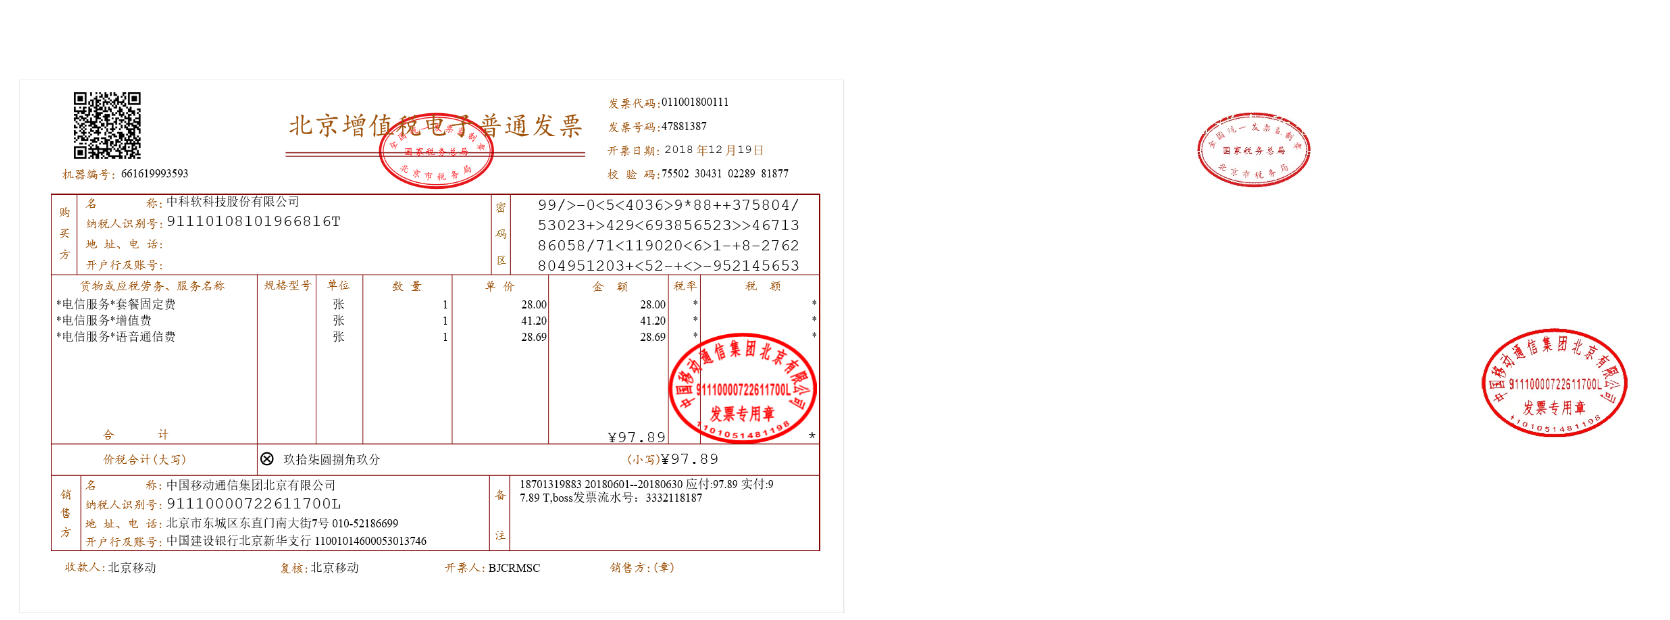 北京增值税电子普通发票
发票代码:011001800111
发票号码:47881387
开票日期: 2018 年12 月19日
校 验 码:75502 30431 02289 81877
机器编号: 661619993593
全国统一发票监制章
国家税务总局
北京市税务局
购买方
名 称:中科软科技股份有限公司
纳税人识别号:91110108101966816T
地 址、电 话:
开户行及账号:
密码区
99/>-0<5<4036>9*88++375804/
53023+>429<693856523>>46713
86058/71<119020<6>1-+8-2762
804951203+<52-+<>-952145653
货物或应税劳务、服务名称 规格型号 单位 数 量 单 价 金 额 税率 税 额
*电信服务*套餐固定费 张 1 28.00 28.00 * *
*电信服务*增值费 张 1 41.20 41.20 * *
*电信服务*语音通信费 张 1 28.69 28.69 * *
中国移动通信集团北京有限公司
91110000722611700L
发票专用章
1101051481198
合 计 ¥97.89 *
价税合计(大写) ⊗ 玖拾柒圆捌角玖分 (小写)¥97.89
销售方
名 称:中国移动通信集团北京有限公司
纳税人识别号:91110000722611700L
地 址、电 话:北京市东城区东直门南大街7号 010-52186699
开户行及账号:中国建设银行北京新华支行 11001014600053013746
备注
18701319883 20180601--20180630 应付:97.89 实付:9
7.89 T,boss发票流水号：3332118187
收款人:北京移动 复核:北京移动 开票人: BJCRMSC 销售方:(章)
全国统一发票监制章
国家税务总局
北京市税务局
中国移动通信集团北京有限公司
91110000722611700L
发票专用章
1101051481198